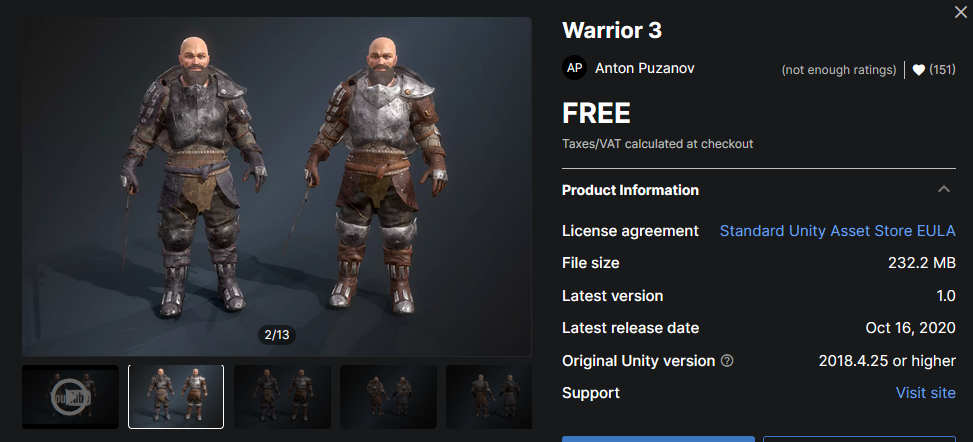 Warrior 3
AP Anton Puzanov
(not enough ratings) | (151)
FREE
Taxes/VAT calculated at checkout
Product Information
License agreement Standard Unity Asset Store EULA
File size 232.2 MB
Latest version 1.0
Latest release date Oct 16, 2020
Original Unity version 2018.4.25 or higher
Support Visit site
2/13